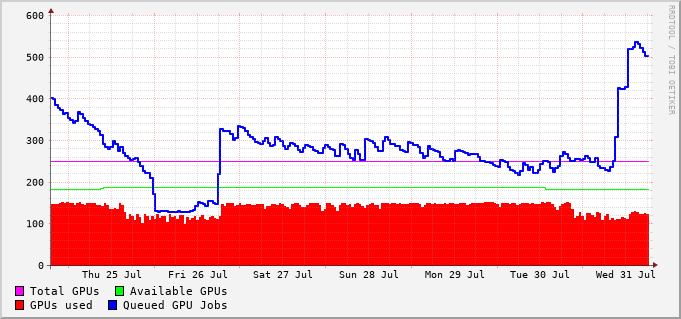 600
500
400
300
200
100
0
Thu 25 Jul Fri 26 Jul Sat 27 Jul Sun 28 Jul Mon 29 Jul Tue 30 Jul Wed 31 Jul
Total GPUs Available GPUs
GPUs used Queued GPU Jobs
RRDTOOL / TOBI OETIKER